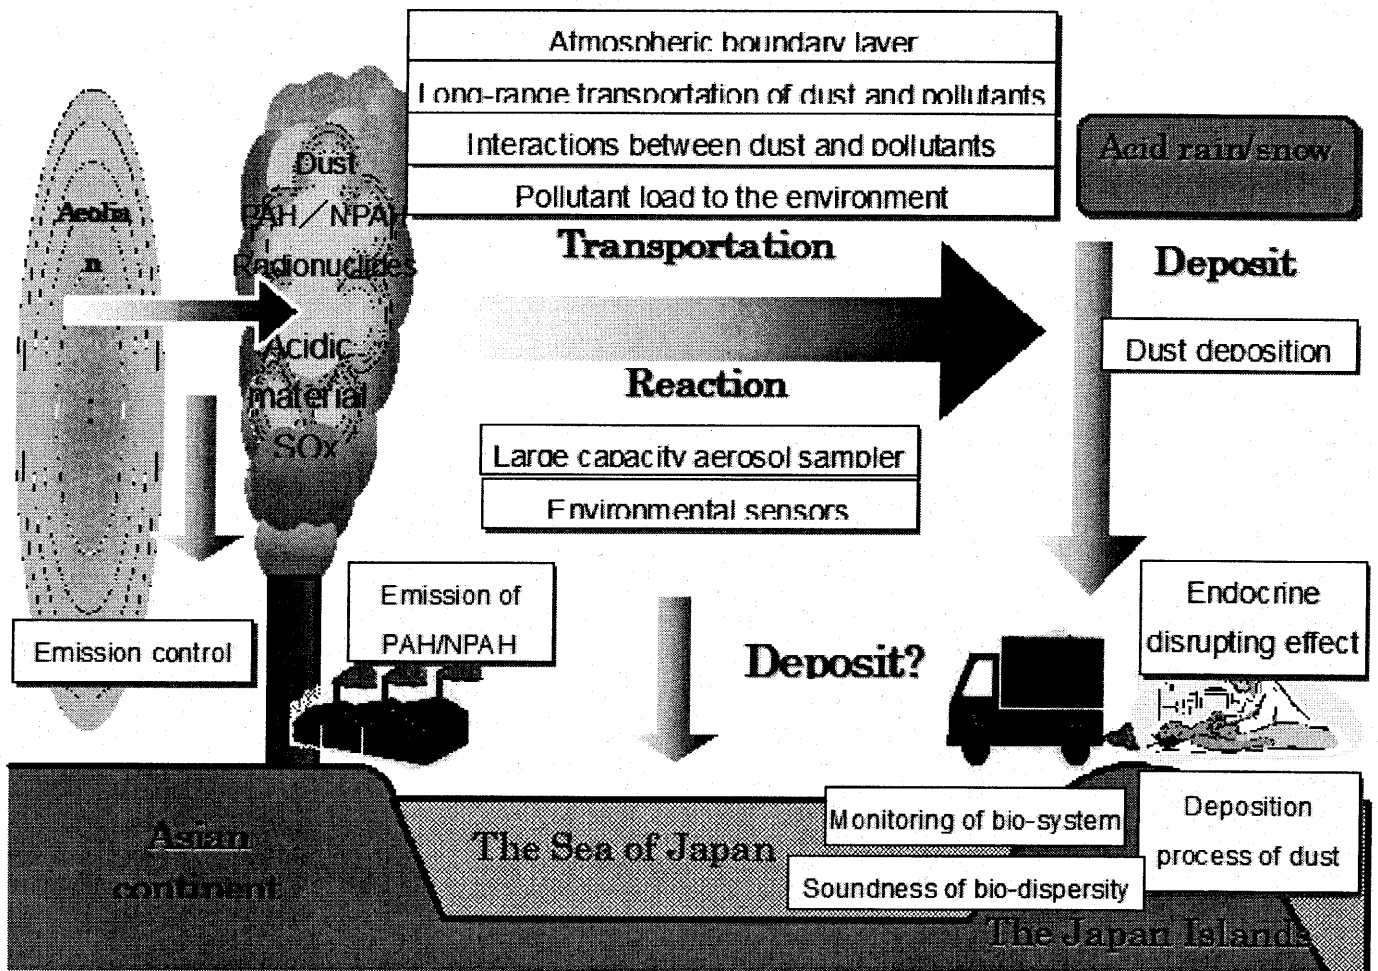 Atmospheric boundary layer
Long-range transportation of dust and pollutants
Interactions between dust and pollutants
Pollutant load to the environment
Acid rain/snow
Aeolia
n
Dust
PAH/NPAH
Radionuclides
Acidic
material
SOx
Transportation
Reaction
Deposit
Dust deposition
Large capacity aerosol sampler
Environmental sensors
Emission control
Emission of
PAH/NPAH
Deposit?
Endocrine
disrupting effect
Asian
continent
The Sea of Japan
Monitoring of bio-system
Soundness of bio-dispersity
Deposition
process of dust
The Japan Islands